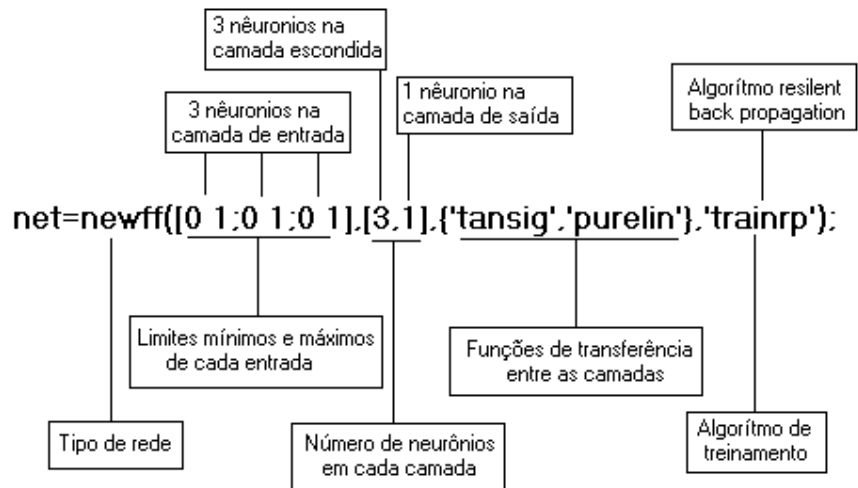 3 nêuronios na
camada escondida
3 nêuronios na
camada de entrada
1 nêuronio na
camada de saída
Algorítmo resilent
back propagation
net=newff([0 1;0 1;0 1],[3,1],{'tansig','purelin'},'trainrp');
Limites mínimos e máximos
de cada entrada
Funções de transferência
entre as camadas
Tipo de rede
Número de neurônios
em cada camada
Algorítmo de
treinamento